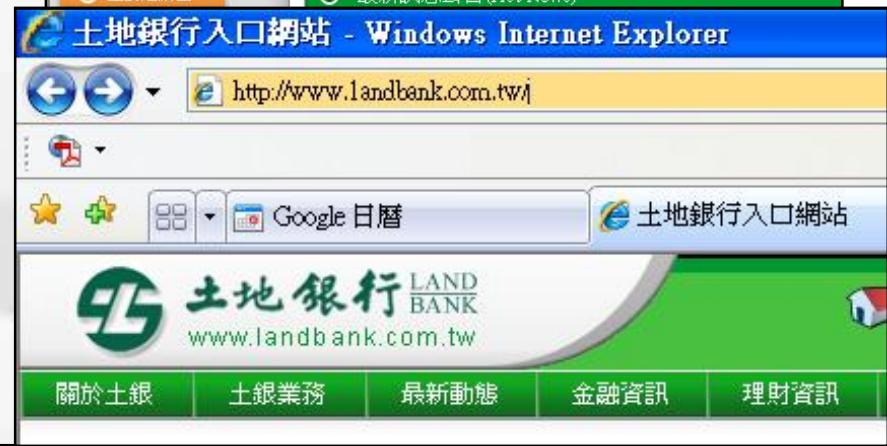 (Hot News)
土地銀行入口網站 - Windows Internet Explorer
http://www.1andbank.com.tw/
Google 日曆 土地銀行入口網站
土地銀行 LAND BANK
www.landbank.com.tw
關於土銀 土銀業務 最新動態 金融資訊 理財資訊